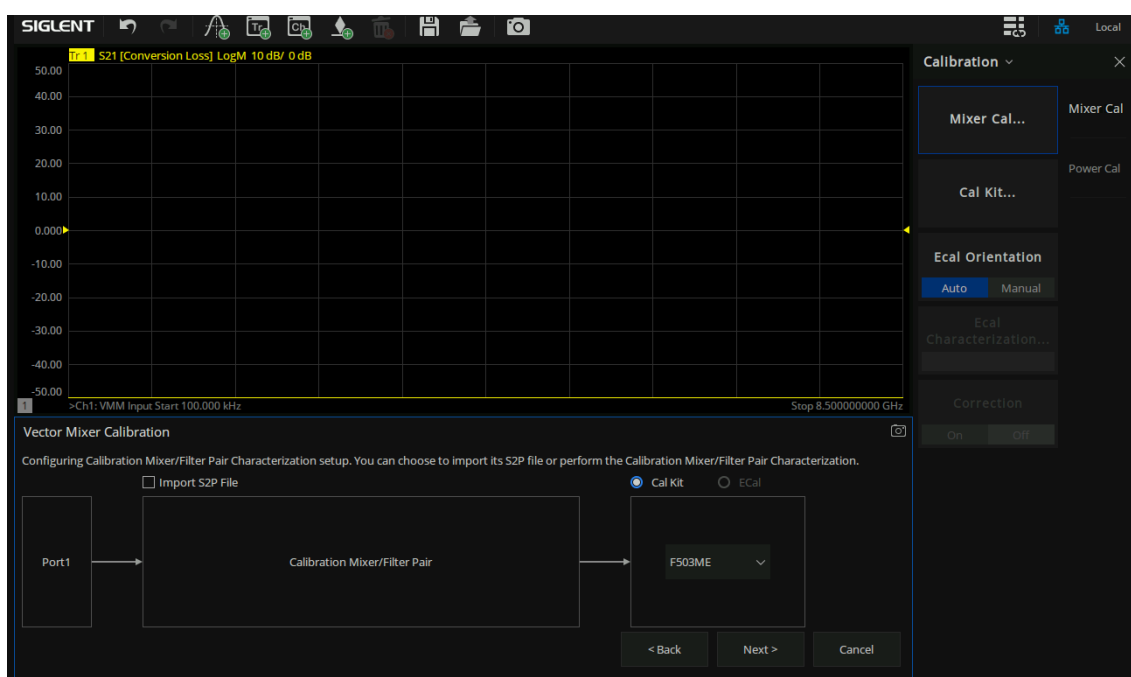 SIGLENT
Tr
Ch
Local
Tr 1 S21 [Conversion Loss] LogM 10 dB/ 0 dB
50.00
40.00
30.00
20.00
10.00
0.000
-10.00
-20.00
-30.00
-40.00
-50.00
1 >Ch1: VMM Input Start 100.000 kHz Stop 8.500000000 GHz
Calibration
Mixer Cal...
Mixer Cal
Power Cal
Cal Kit...
Ecal Orientation
Auto Manual
Ecal
Characterization...
Correction
On Off
Vector Mixer Calibration
Configuring Calibration Mixer/Filter Pair Characterization setup. You can choose to import its S2P file or perform the Calibration Mixer/Filter Pair Characterization.
Import S2P File
Cal Kit ECal
Port1
Calibration Mixer/Filter Pair
F503ME
< Back Next > Cancel